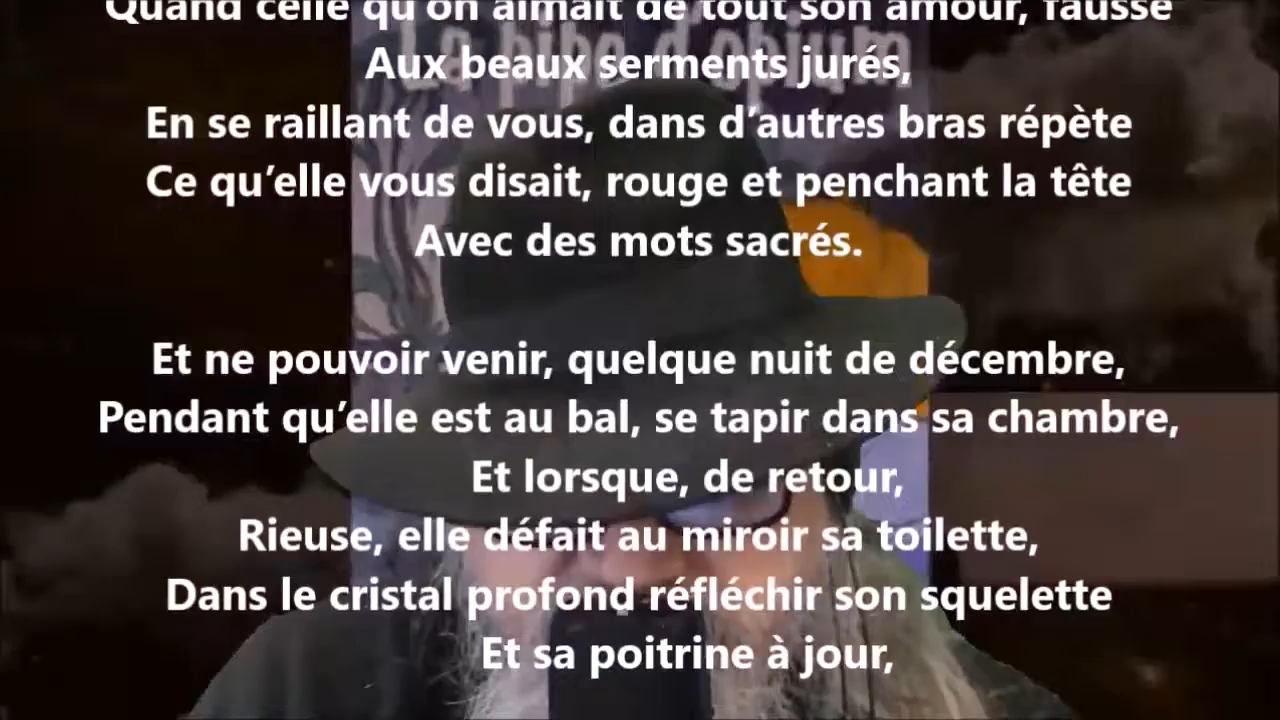 Quand celle qu’on aimait de tout son amour, fausse
La pipe d'opium
Aux beaux serments jurés,
En se raillant de vous, dans d’autres bras répète
Ce qu’elle vous disait, rouge et penchant la tête
Avec des mots sacrés.
Et ne pouvoir venir, quelque nuit de décembre,
Pendant qu’elle est au bal, se tapir dans sa chambre,
Et lorsque, de retour,
Rieuse, elle défait au miroir sa toilette,
Dans le cristal profond réfléchir son squelette
Et sa poitrine à jour,